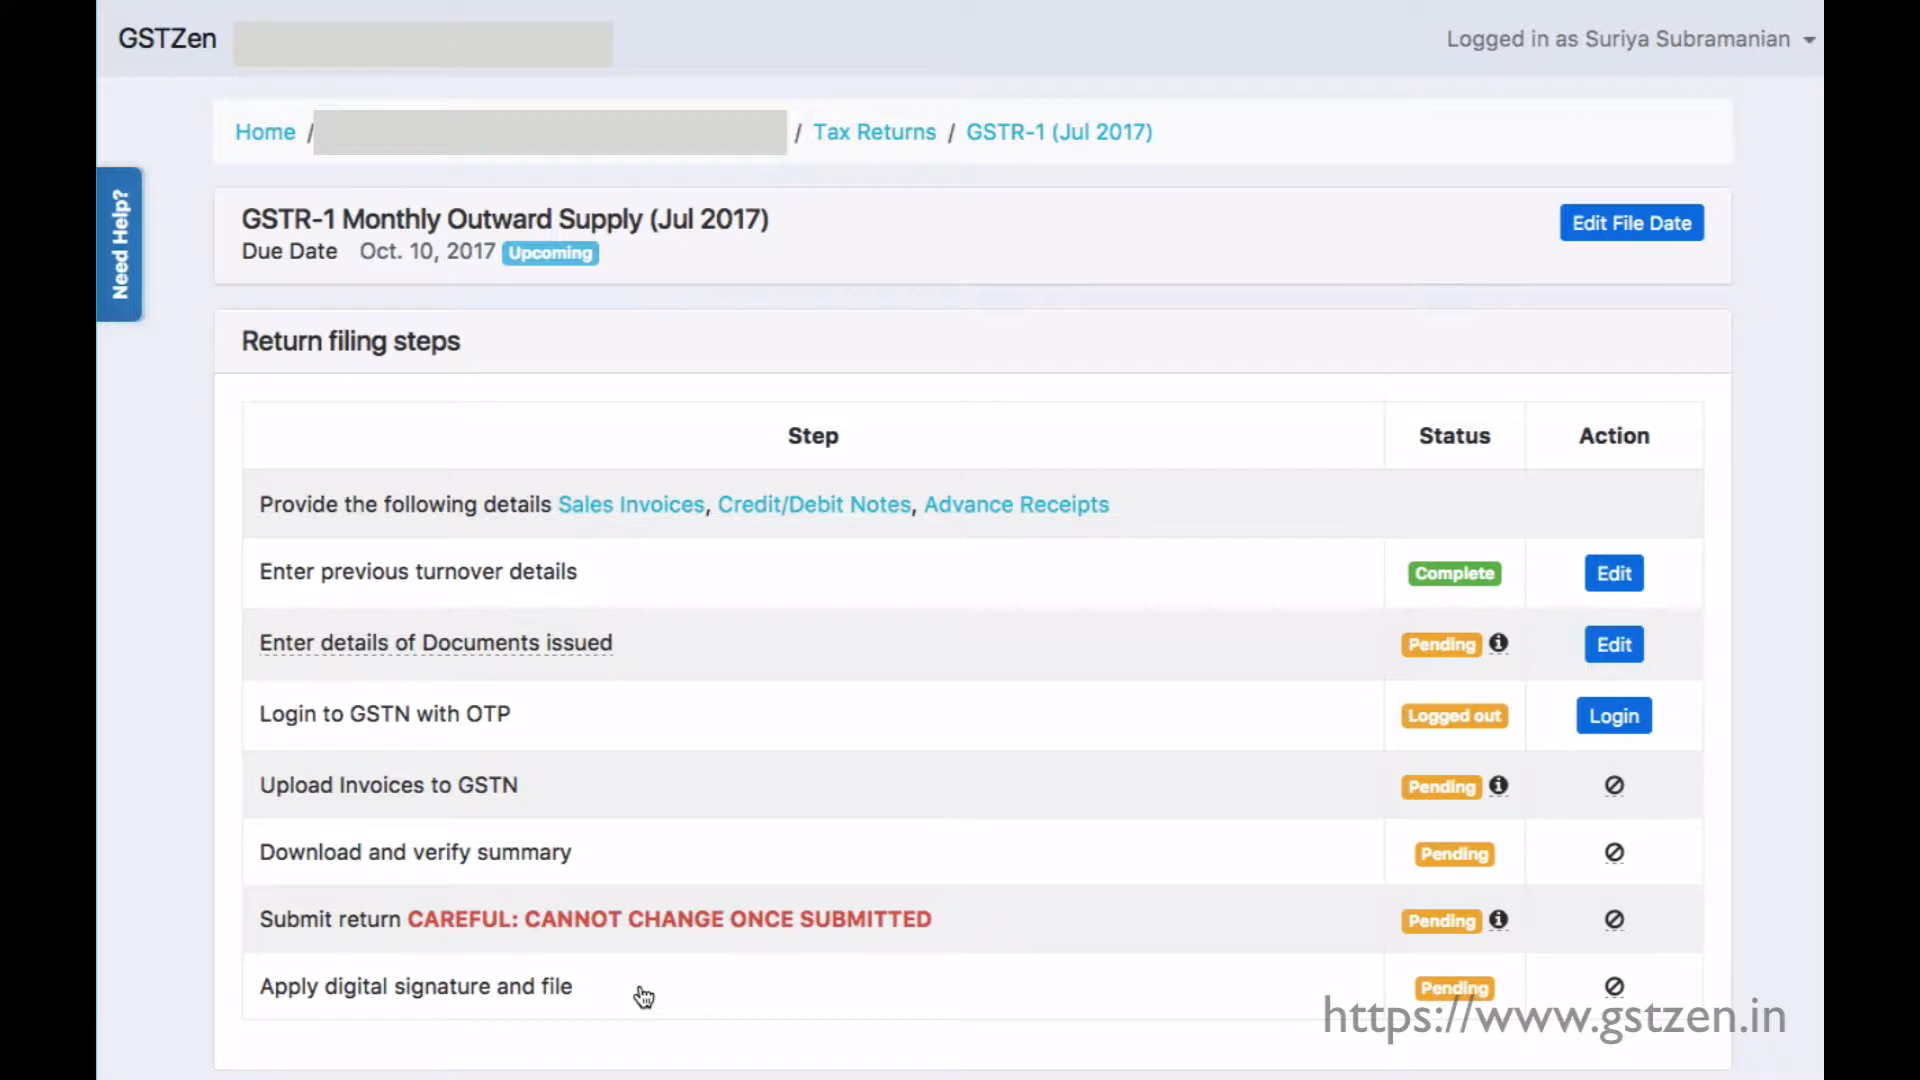 GSTZen
Logged in as Suriya Subramanian
Home / / Tax Returns / GSTR-1 (Jul 2017)
Need Help?
GSTR-1 Monthly Outward Supply (Jul 2017)
Edit File Date
Due Date Oct. 10, 2017 Upcoming
Return filing steps
Step Status Action
Provide the following details Sales Invoices, Credit/Debit Notes, Advance Receipts
Enter previous turnover details Complete Edit
Enter details of Documents issued Pending Edit
Login to GSTN with OTP Logged out Login
Upload Invoices to GSTN Pending
Download and verify summary Pending
Submit return CAREFUL: CANNOT CHANGE ONCE SUBMITTED Pending
Apply digital signature and file Pending
https://www.gstzen.in